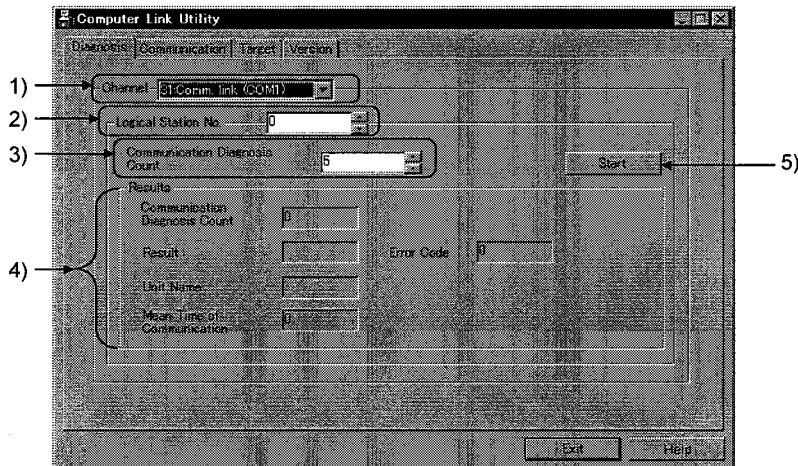 Computer Link Utility
Diagnosis Communication Target Version
1)
Channel 31:Comm. link (COM1)
2)
Logical Station No. 0
3)
Communication Diagnosis
Count
5
Start
5)
Results
Communication
Diagnosis Count
0
4)
Result
Error Code 0
Unit Name
Mean Time of
Communication
0
Exit Help